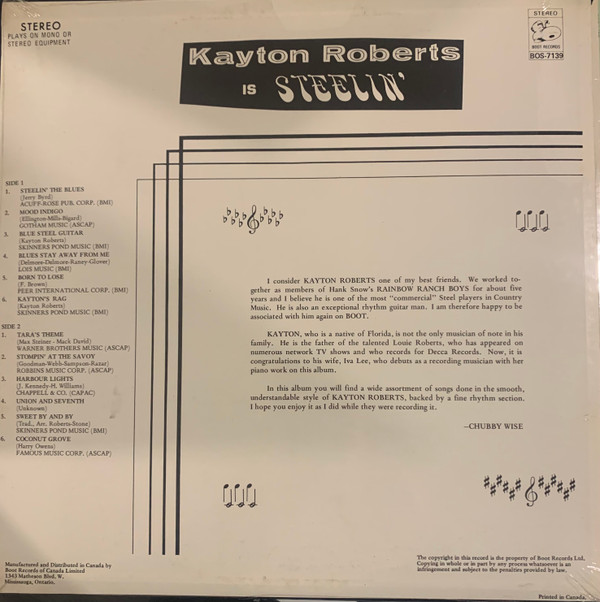 STEREO
PLAYS ON MONO OR
STEREO EQUIPMENT
Kayton Roberts
IS STEELIN'
STEREO
BOOT RECORDS
BOS-7139
SIDE 1
1. STEELIN' THE BLUES
(Jerry Byrd)
ACUFF-ROSE PUB. CORP. (BMI)
2. MOOD INDIGO
(Ellington-Mills-Bigard)
GOTHAM MUSIC (ASCAP)
3. BLUE STEEL GUITAR
(Kayton Roberts)
SKINNERS POND MUSIC (BMI)
4. BLUES STAY AWAY FROM ME
(Delmore-Delmore-Raney-Glover)
LOIS MUSIC (BMI)
5. BORN TO LOSE
(F. Brown)
PEER INTERNATIONAL CORP. (BMI)
6. KAYTON'S RAG
(Kayton Roberts)
SKINNERS POND MUSIC (BMI)
SIDE 2
1. TARA'S THEME
(Max Steiner - Mack David)
WARNER BROTHERS MUSIC (ASCAP)
2. STOMPIN' AT THE SAVOY
(Goodman-Webb-Sampson-Razaf)
ROBBINS MUSIC CORP. (ASCAP)
3. HARBOUR LIGHTS
(J. Kennedy-H. Williams)
CHAPPELL & CO. (CAPAC)
4. UNION AND SEVENTH
(Unknown)
5. SWEET BY AND BY
(Trad., Arr. Roberts-Stone)
SKINNERS POND MUSIC (BMI)
6. COCONUT GROVE
(Harry Owens)
FAMOUS MUSIC CORP. (ASCAP)
I consider KAYTON ROBERTS one of my best friends. We worked to-
gether as members of Hank Snow's RAINBOW RANCH BOYS for about five
years and I believe he is one of the most "commercial" Steel players in Country
Music. He is also an exceptional rhythm guitar man. I am therefore happy to be
associated with him again on BOOT.
KAYTON, who is a native of Florida, is not the only musician of note in his
family. He is the father of the talented Louie Roberts, who has appeared on
numerous network TV shows and who records for Decca Records. Now, it is
congratulations to his wife, Iva Lee, who debuts as a recording musician with her
piano work on this album.
In this album you will find a wide assortment of songs done in the smooth,
understandable style of KAYTON ROBERTS, backed by a fine rhythm section.
I hope you enjoy it as I did while they were recording it.
–CHUBBY WISE
Manufactured and Distributed in Canada by
Boot Records of Canada Limited
1343 Matheson Blvd. W.
Mississauga, Ontario.
The copyright in this record is the property of Boot Records Ltd.
Copying in whole or in part by any process whatsoever is an
infringement and subject to the penalties provided by law.
Printed in Canada.